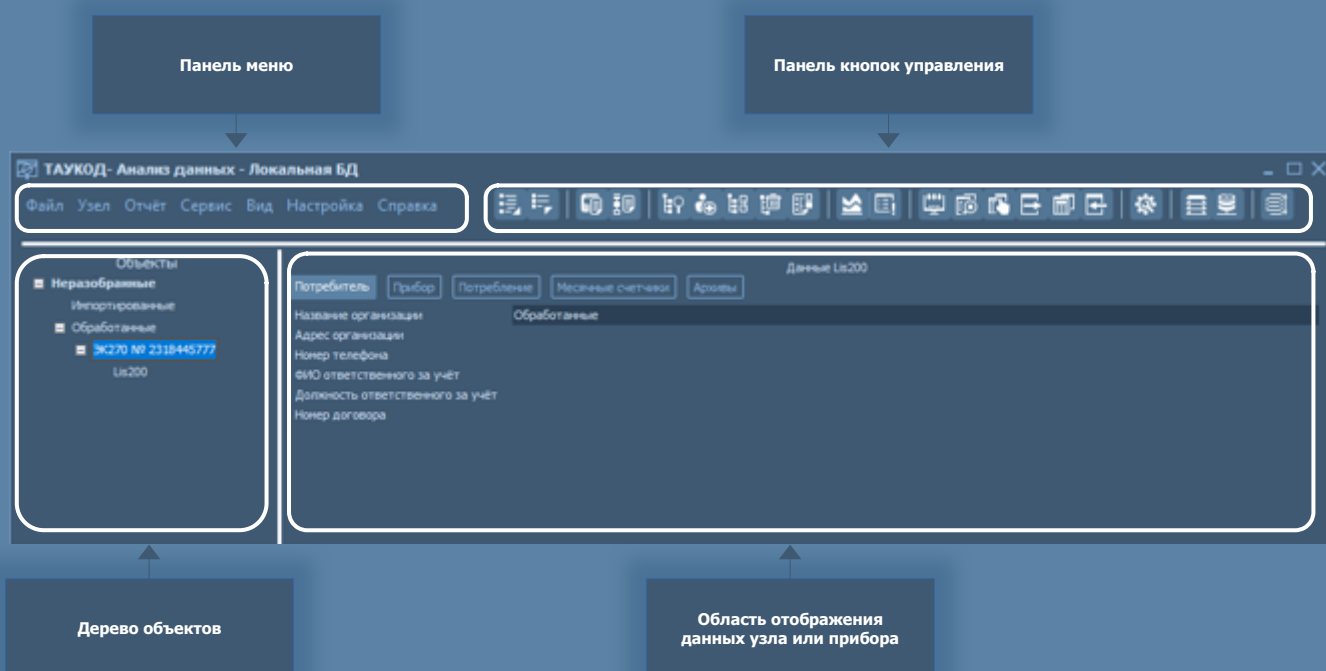 Панель меню
Панель кнопок управления
ТАУКОД- Анализ данных - Локальная БД
Файл Узел Отчёт Сервис Вид Настройка Справка
Объекты
Неразобранные
Импортированные
Обработанные
ЭК270 № 2318445777
Lis200
Данные Lis200
Потребитель Прибор Потребление Месячные счетчики Архивы
Название организации Обработанные
Адрес организации
Номер телефона
ФИО ответственного за учёт
Должность ответственного за учёт
Номер договора
Дерево объектов
Область отображения
данных узла или прибора